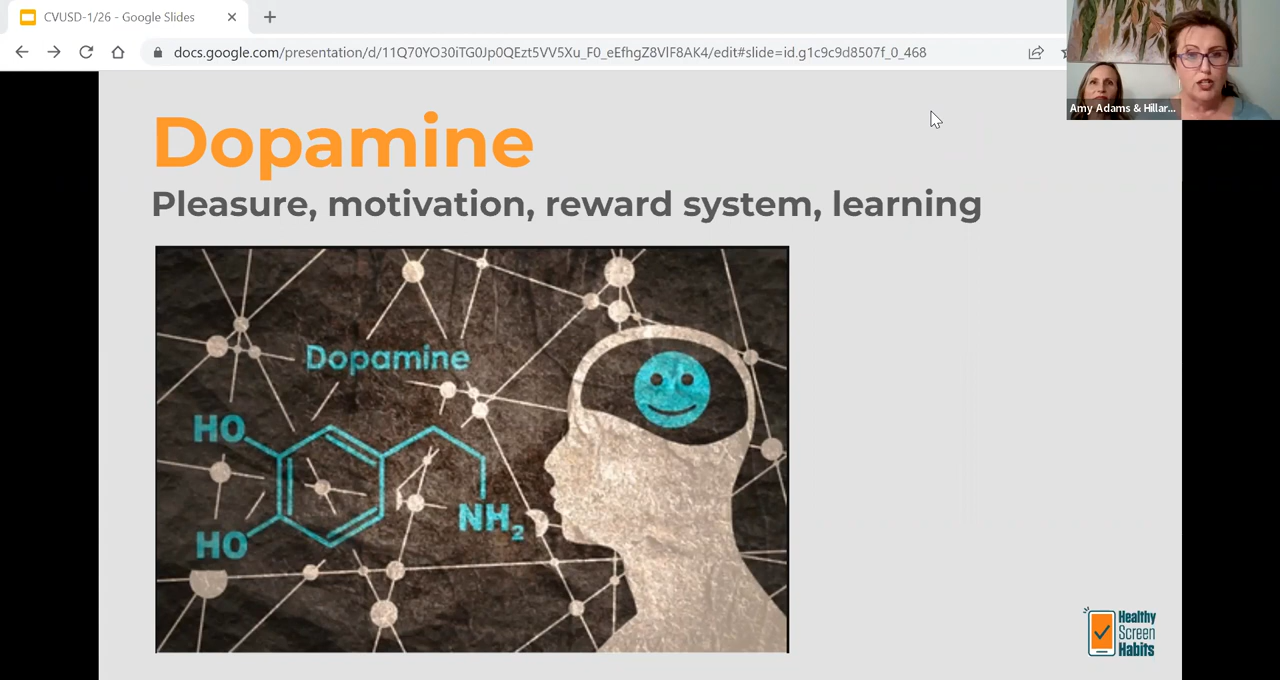 CVUSD-1/26 - Google Slides
docs.google.com/presentation/d/11Q70YO30iTG0Jp0QEzt5VV5Xu_F0_eEfhgZ8VlF8AK4/edit#slide=id.g1c9c9d8507f_0_468
Amy Adams & Hillar...
Dopamine
Pleasure, motivation, reward system, learning
Dopamine
HO
HO
NH₂
Healthy
Screen
Habits